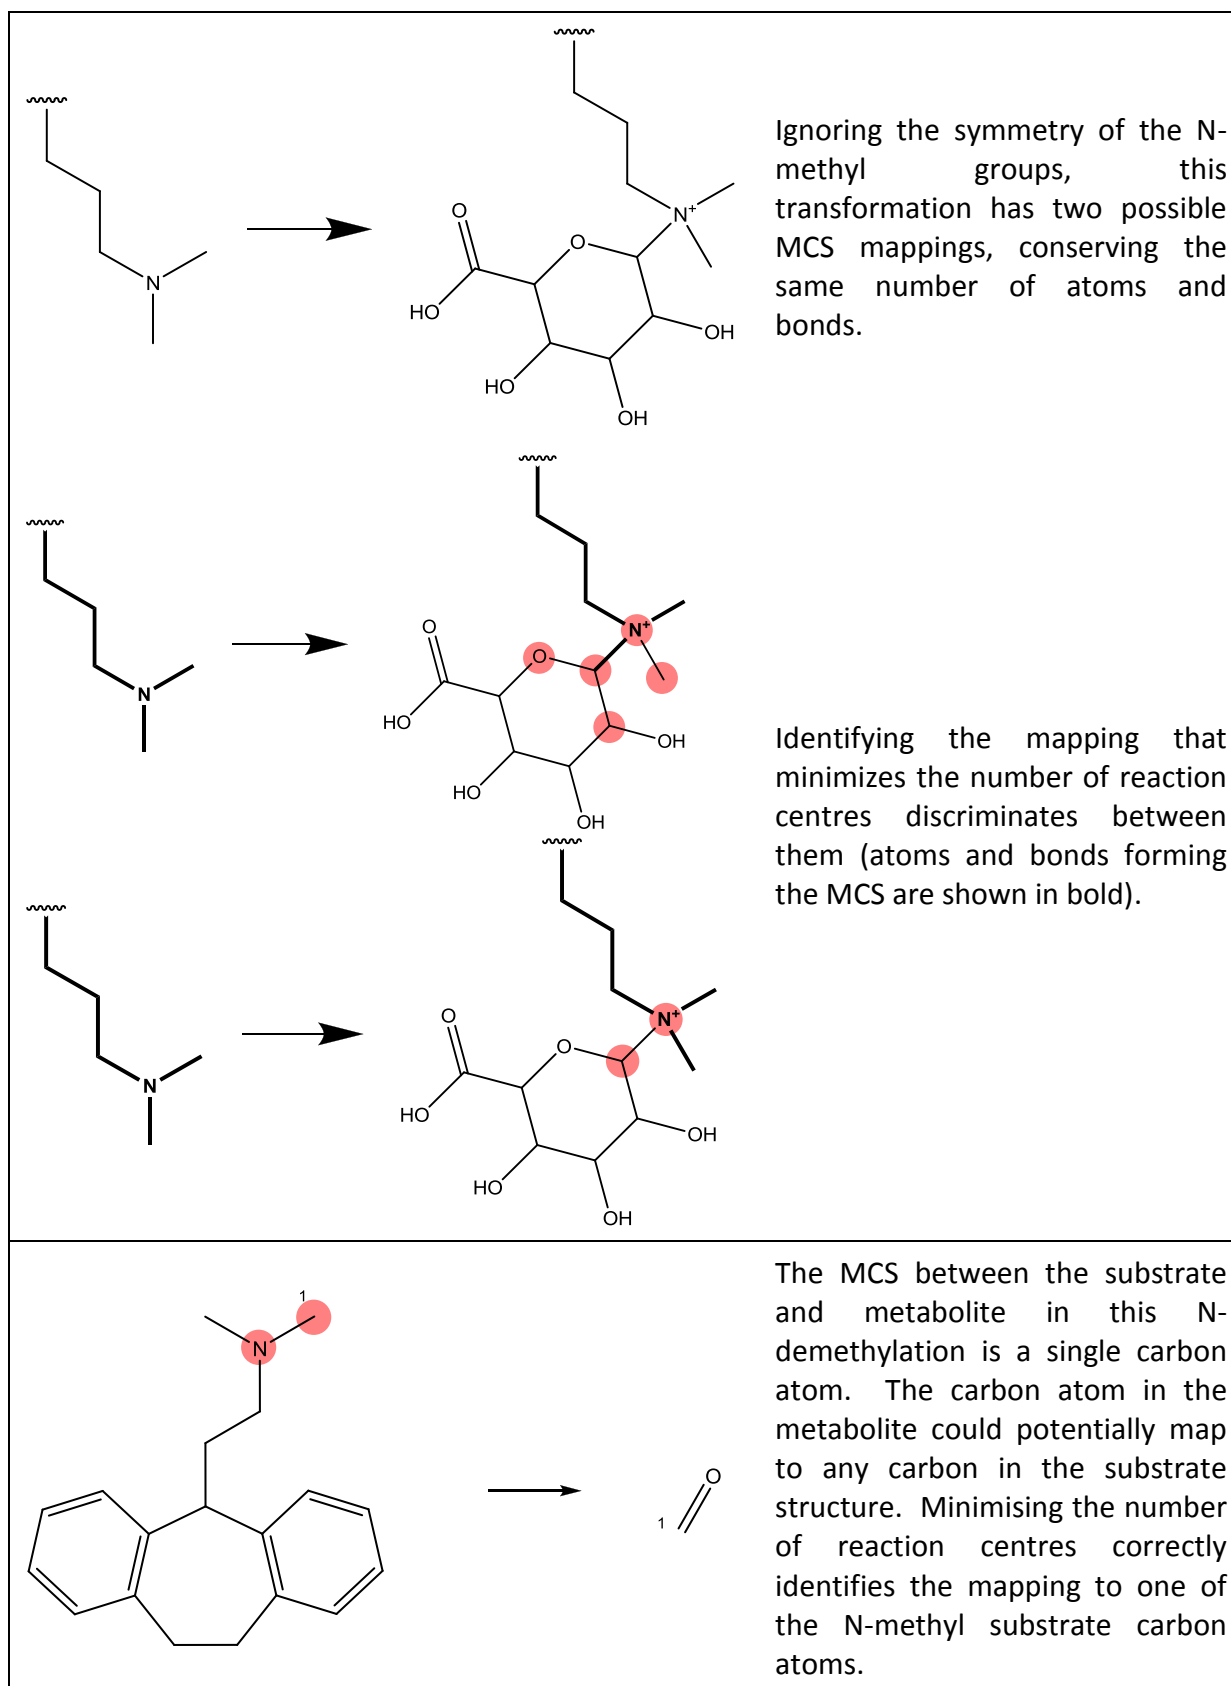 Ignoring the symmetry of the N-
methyl groups, this
transformation has two possible
MCS mappings, conserving the
same number of atoms and
bonds.
N
O
HO
O
N+
OH
HO
OH
Identifying the mapping that
minimizes the number of reaction
centres discriminates between
them (atoms and bonds forming
the MCS are shown in bold).
N
O
HO
O
N+
OH
HO
OH
N
O
HO
O
N+
OH
HO
OH
1
N
O
1
The MCS between the substrate
and metabolite in this N-
demethylation is a single carbon
atom. The carbon atom in the
metabolite could potentially map
to any carbon in the substrate
structure. Minimising the number
of reaction centres correctly
identifies the mapping to one of
the N-methyl substrate carbon
atoms.